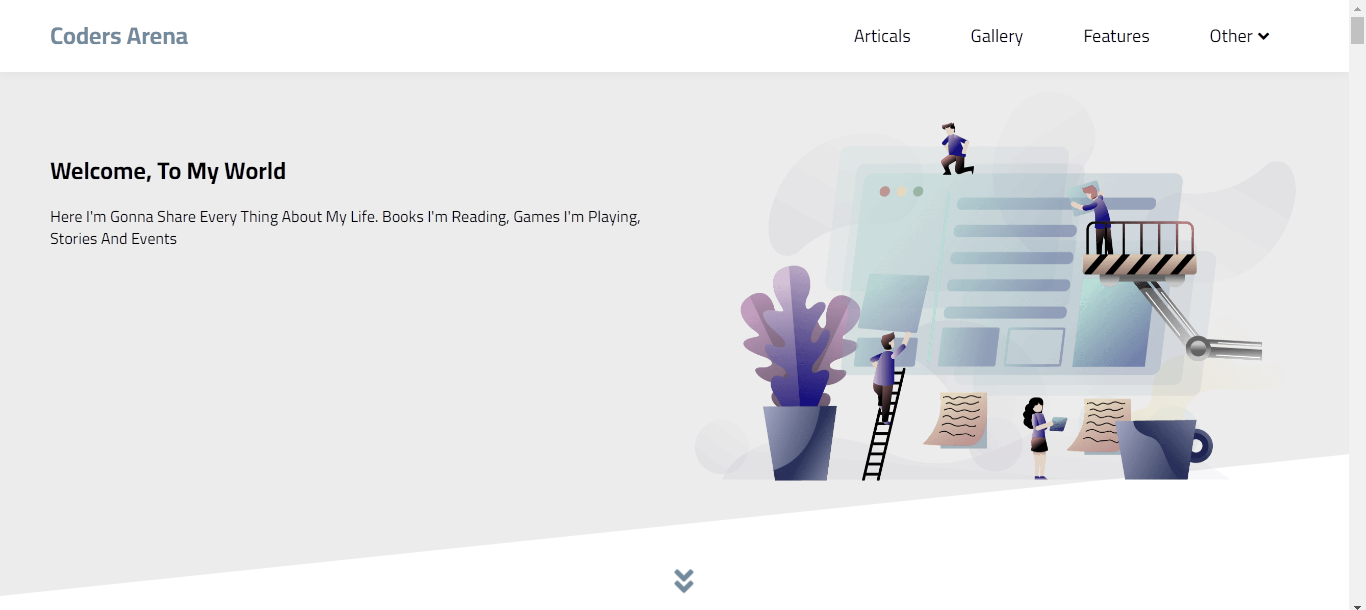 Coders Arena
Articals
Gallery
Features
Other
Welcome, To My World
Here I'm Gonna Share Every Thing About My Life. Books I'm Reading, Games I'm Playing,
Stories And Events